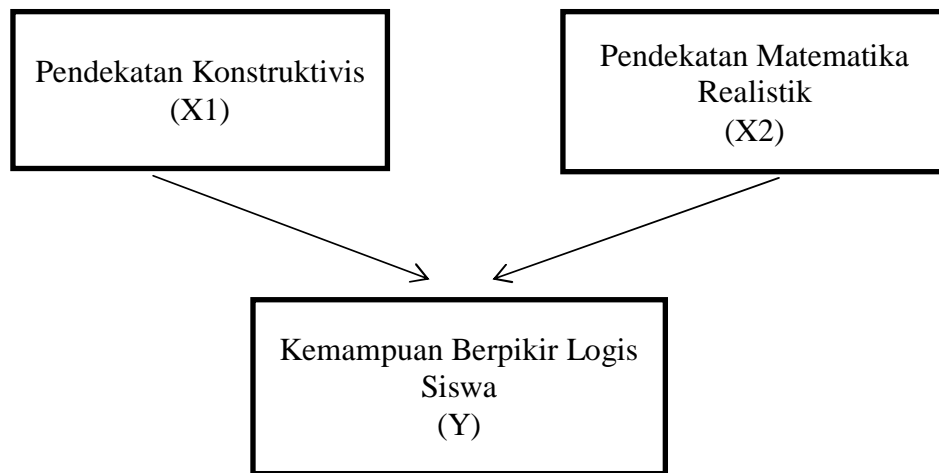 Pendekatan Konstruktivis
(X1)
Pendekatan Matematika
Realistik
(X2)
Kemampuan Berpikir Logis
Siswa
(Y)